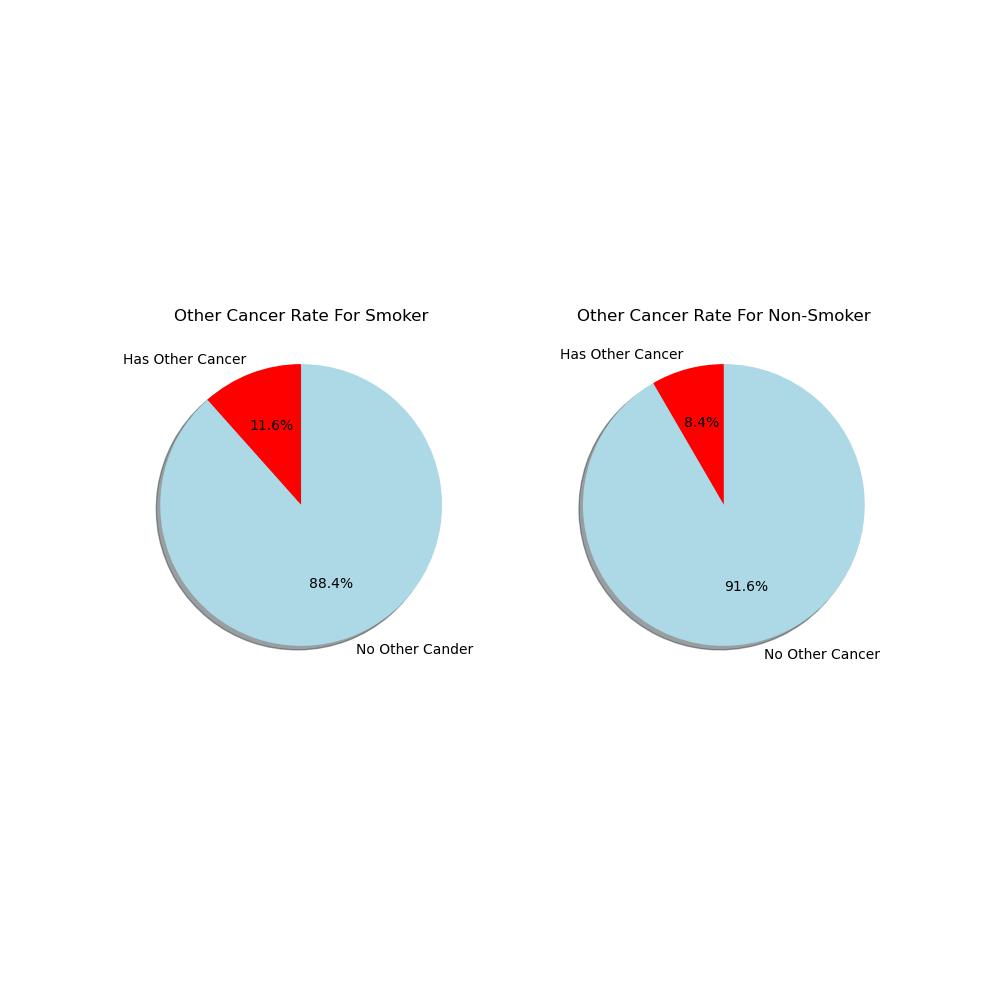 Other Cancer Rate For Smoker
Has Other Cancer
11.6%
88.4%
No Other Cander
Other Cancer Rate For Non-Smoker
Has Other Cancer
8.4%
91.6%
No Other Cancer